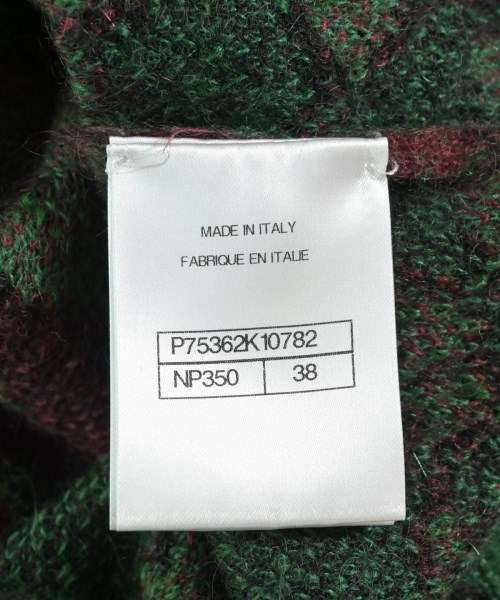 MADE IN ITALY
FABRIQUE EN ITALIE
P75362K10782
NP350 38